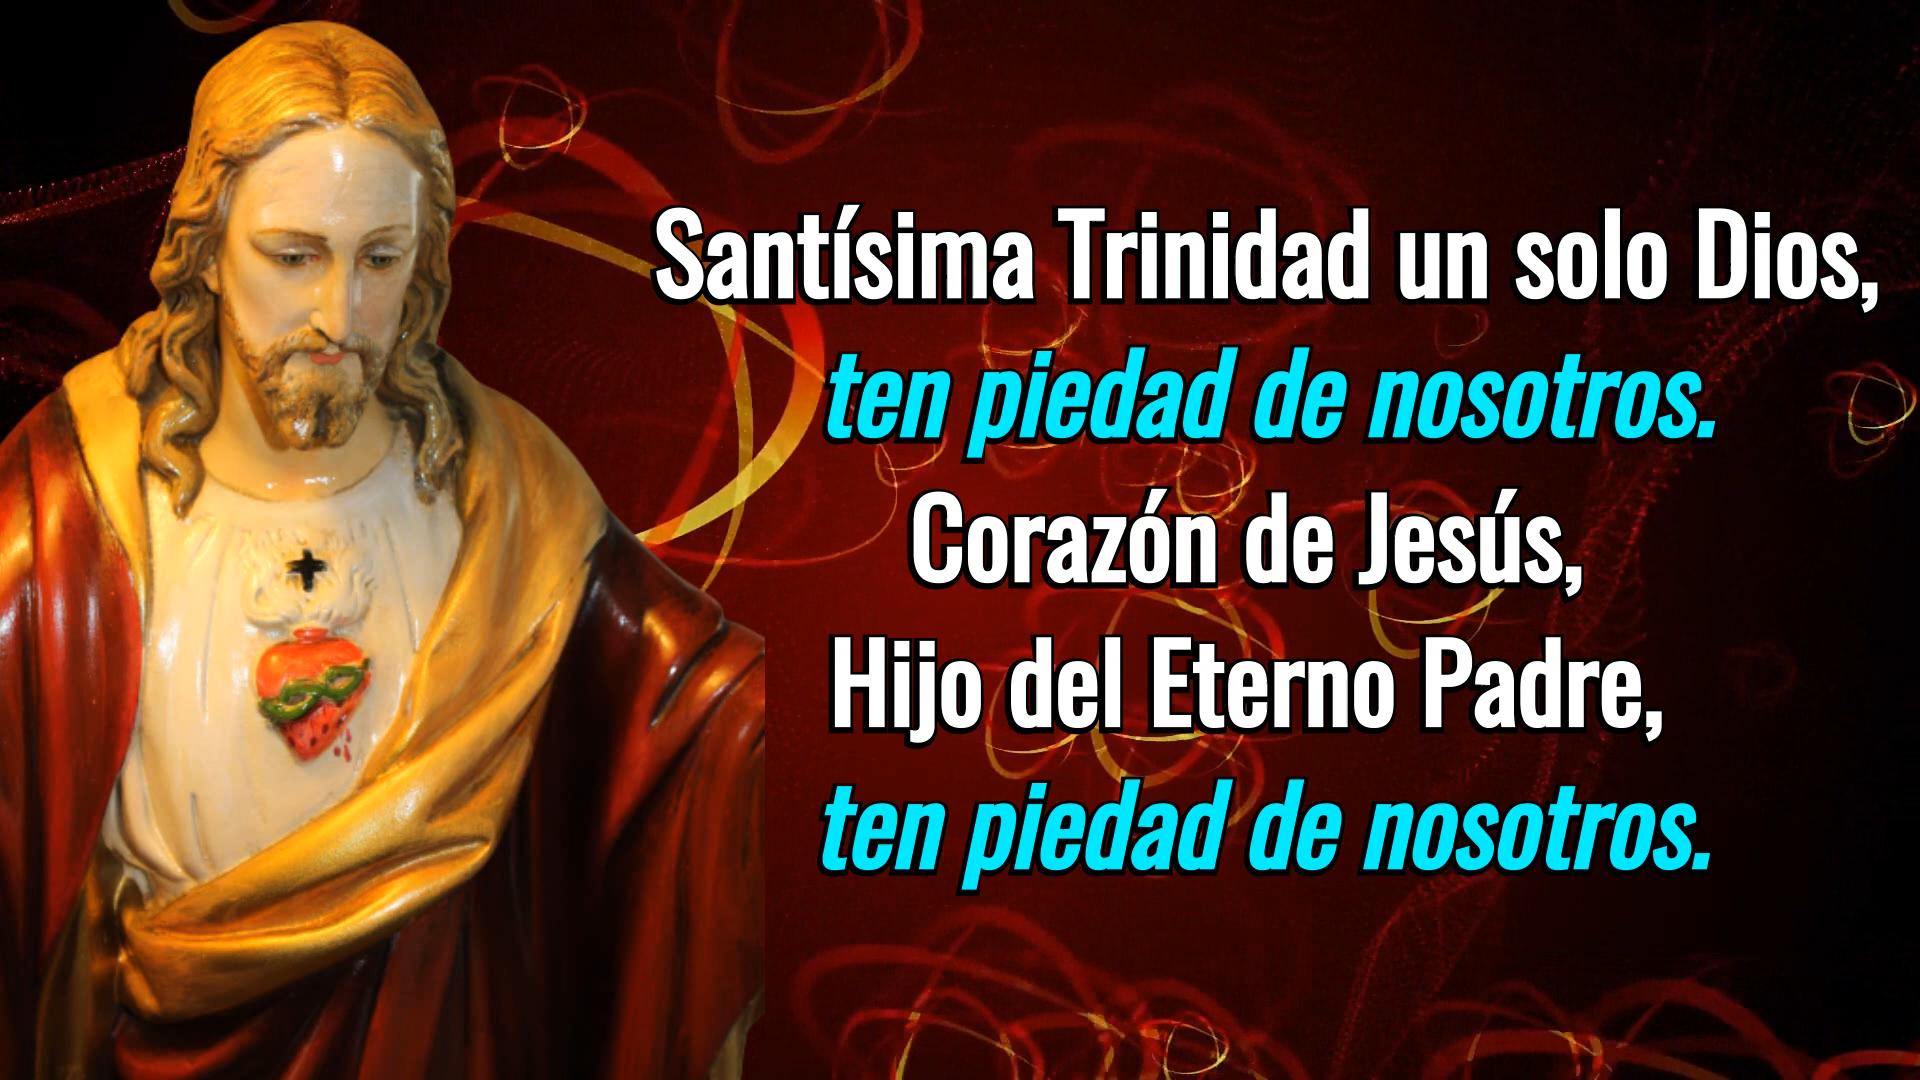 Santísima Trinidad un solo Dios,
ten piedad de nosotros.
Corazón de Jesús,
Hijo del Eterno Padre,
ten piedad de nosotros.